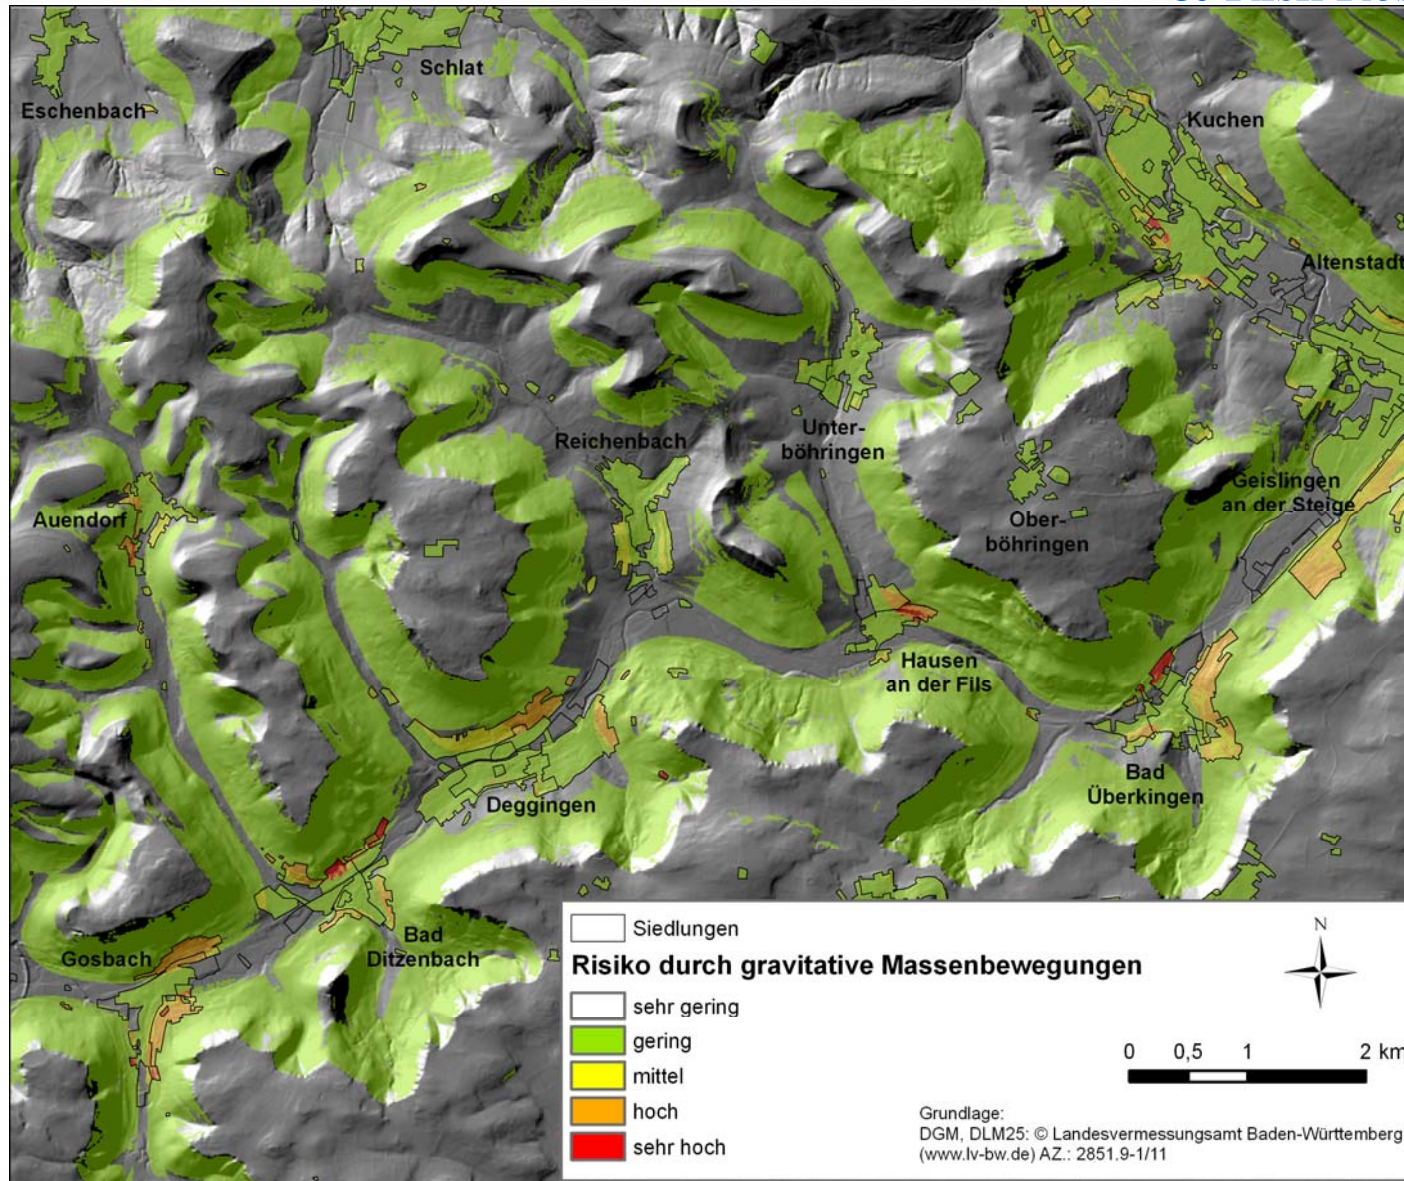 Schlat
Eschenbach
Kuchen
Altenstadt
Reichenbach
Unter-
böhringen
Geislingen
an der Steige
Auendorf
Ober-
böhringen
Hausen
an der Fils
Bad
Überkingen
Deggingen
Bad
Ditzenbach
Gosbach
Siedlungen
Risiko durch gravitative Massenbewegungen
sehr gering
gering
mittel
hoch
sehr hoch
N
0 0,5 1 2 km
Grundlage:
DGM, DLM25: © Landesvermessungsamt Baden-Württemberg
(www.lv-bw.de) AZ.: 2851.9-1/11